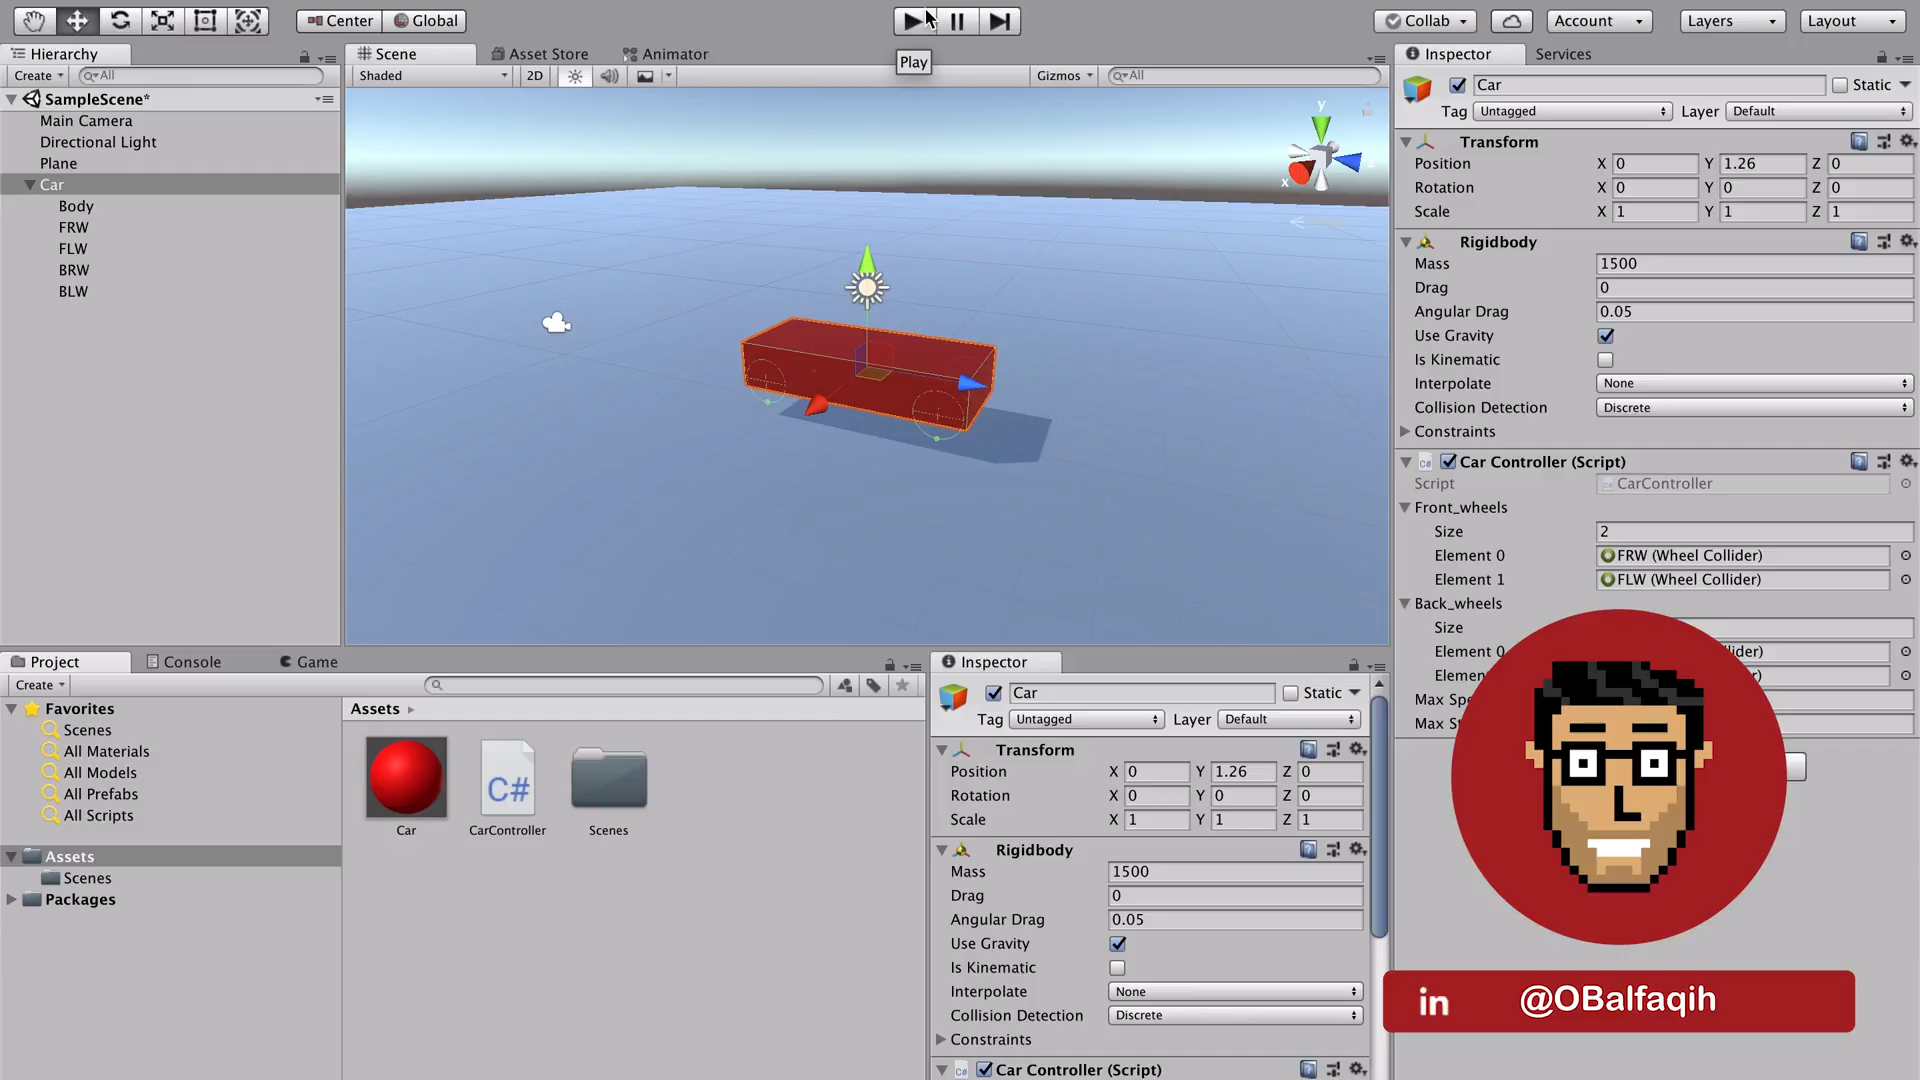 Center
Global
Collab
Account
Layers
Layout
Play
Hierarchy
Create
All
SampleScene*
Main Camera
Directional Light
Plane
Car
Body
FRW
FLW
BRW
BLW
Scene
Asset Store
Animator
Shaded
2D
Gizmos
All
y
x
Inspector
Services
Car
Static
Tag
Untagged
Layer
Default
Transform
Position X 0 Y 1.26 Z 0
Rotation X 0 Y 0 Z 0
Scale X 1 Y 1 Z 1
Rigidbody
Mass 1500
Drag 0
Angular Drag 0.05
Use Gravity
Is Kinematic
Interpolate None
Collision Detection Discrete
Constraints
Car Controller (Script)
Script CarController
Front_wheels
Size 2
Element 0 FRW (Wheel Collider)
Element 1 FLW (Wheel Collider)
Back_wheels
Size
Element 0
Max
Max
Project
Console
Game
Create
Favorites
Scenes
All Materials
All Models
All Prefabs
All Scripts
Assets
Scenes
Packages
Assets
Car
C#
CarController
Scenes
Inspector
Car
Static
Tag Untagged Layer Default
Transform
Position X 0 Y 1.26 Z 0
Rotation X 0 Y 0 Z 0
Scale X 1 Y 1 Z 1
Rigidbody
Mass 1500
Drag 0
Angular Drag 0.05
Use Gravity
Is Kinematic
Interpolate None
Collision Detection Discrete
Constraints
Car Controller (Script)
in @OBalfaqih